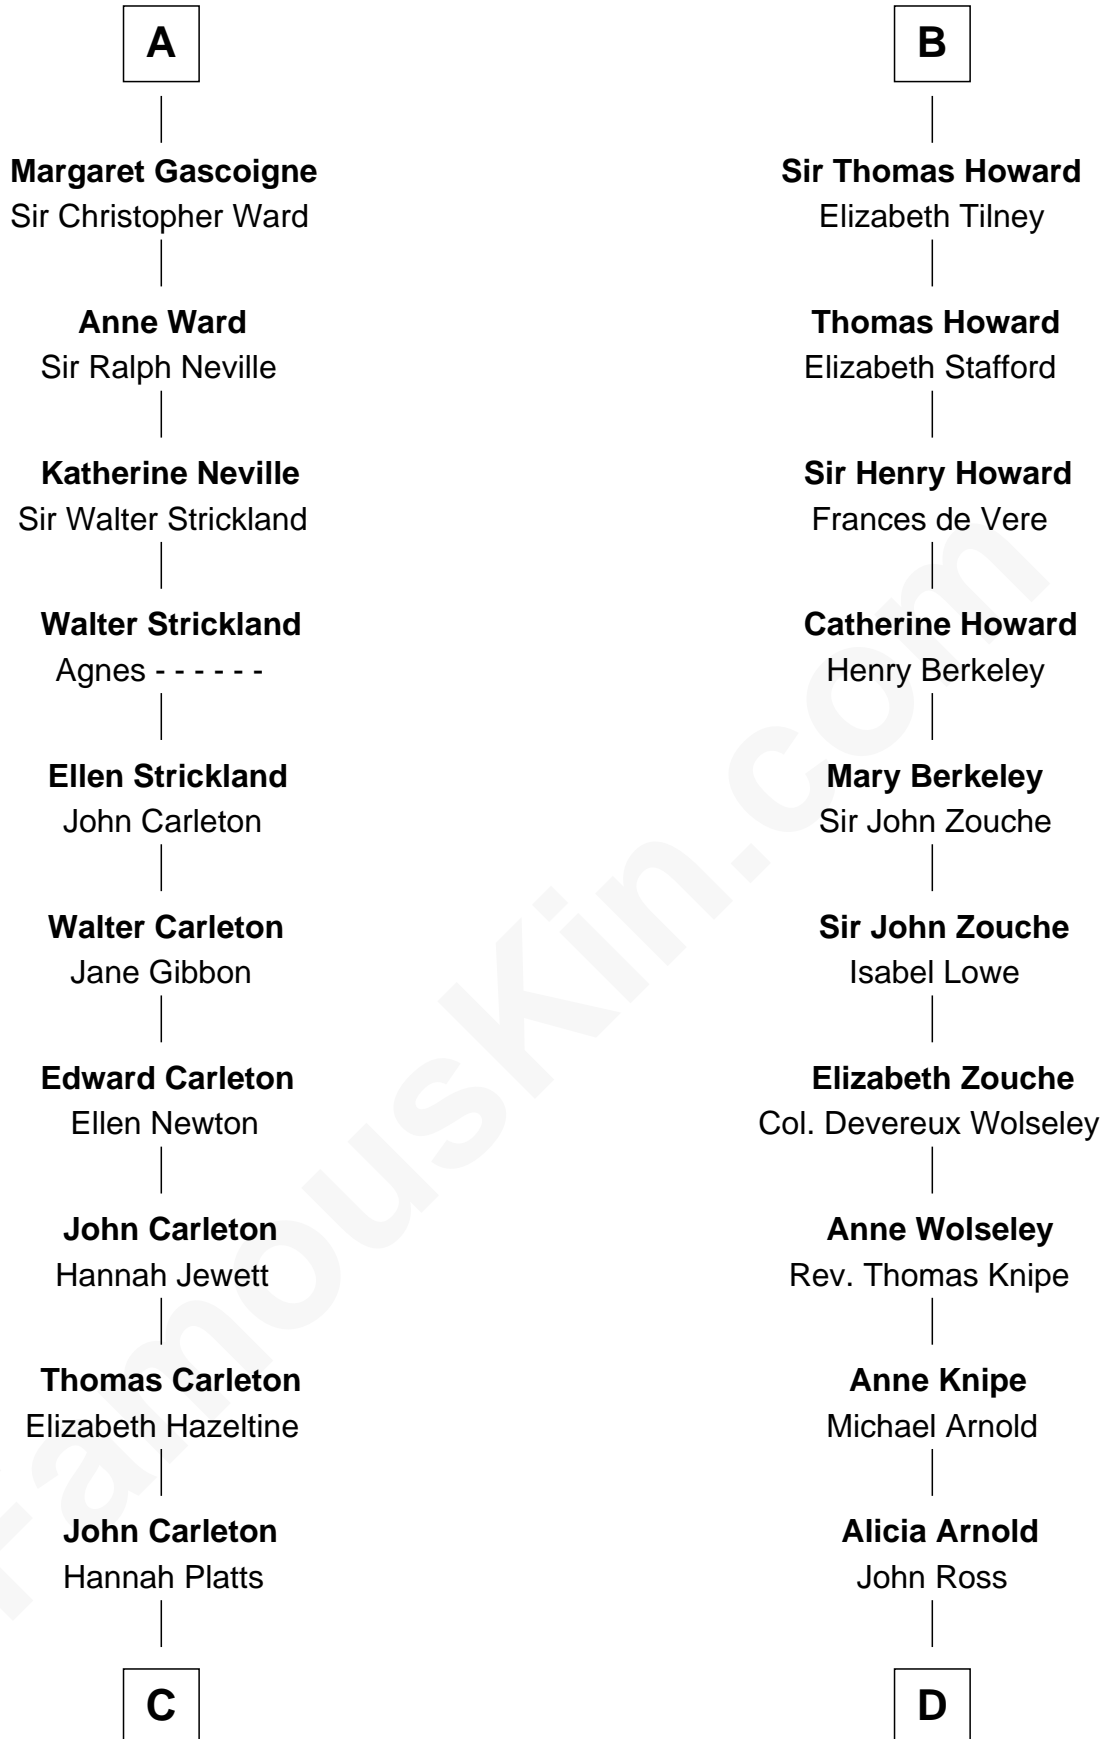 A
Margaret Gascoigne
Sir Christopher Ward
Anne Ward
Sir Ralph Neville
Katherine Neville
Sir Walter Strickland
Walter Strickland
Agnes - - - - - -
Ellen Strickland
John Carleton
Walter Carleton
Jane Gibbon
Edward Carleton
Ellen Newton
John Carleton
Hannah Jewett
Thomas Carleton
Elizabeth Hazeltine
John Carleton
Hannah Platts
C
B
Sir Thomas Howard
Elizabeth Tilney
Thomas Howard
Elizabeth Stafford
Sir Henry Howard
Frances de Vere
Catherine Howard
Henry Berkeley
Mary Berkeley
Sir John Zouche
Sir John Zouche
Isabel Lowe
Elizabeth Zouche
Col. Devereux Wolseley
Anne Wolseley
Rev. Thomas Knipe
Anne Knipe
Michael Arnold
Alicia Arnold
John Ross
D
FamousKin.com